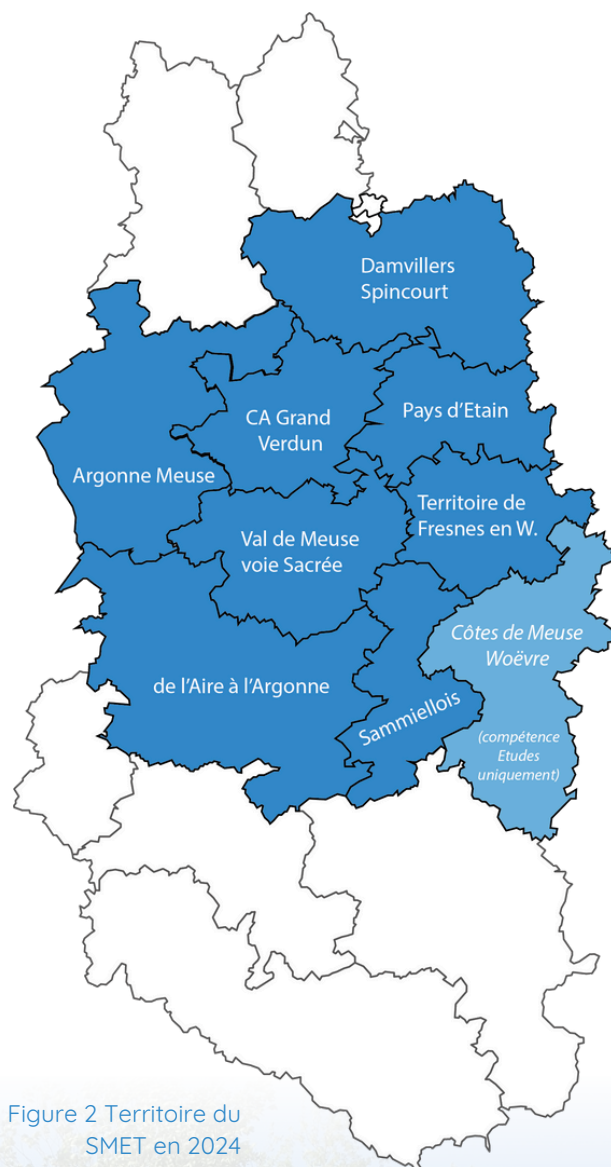 Damvillers
Spincourt
CA Grand
Verdun
Pays d'Etain
Argonne Meuse
Territoire de
Fresnes en W.
Val de Meuse
voie Sacrée
Côtes de Meuse
Woëvre
de l'Aire à l'Argonne
Sammiellois
(compétence
Etudes
uniquement)
Figure 2 Territoire du
SMET en 2024